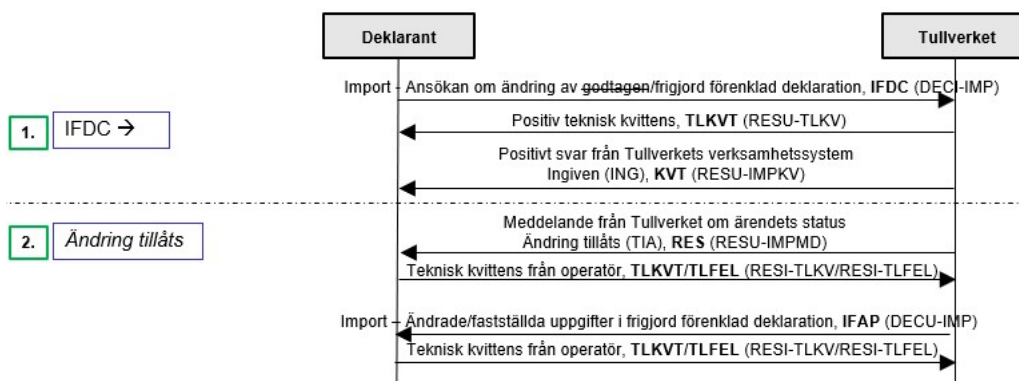 Deklarant
Tullverket
Import - Ansökan om ändring av godtagen/frigjord förenklad deklaration, IFDC (DECI-IMP)
1.
IFDC →
Positiv teknisk kvittens, TLKVT (RESU-TLKV)
Positivt svar från Tullverkets verksamhetssystem
Ingiven (ING), KVT (RESU-IMPKV)
2.
Ändring tillåts
Meddelande från Tullverket om ärendets status
Ändring tillåts (TIA), RES (RESU-IMPMD)
Teknisk kvittens från operatör, TLKVT/TLFEL (RESI-TLKV/RESI-TLFEL)
Import – Ändrade/fastställda uppgifter i frigjord förenklad deklaration, IFAP (DECU-IMP)
Teknisk kvittens från operatör, TLKVT/TLFEL (RESI-TLKV/RESI-TLFEL)